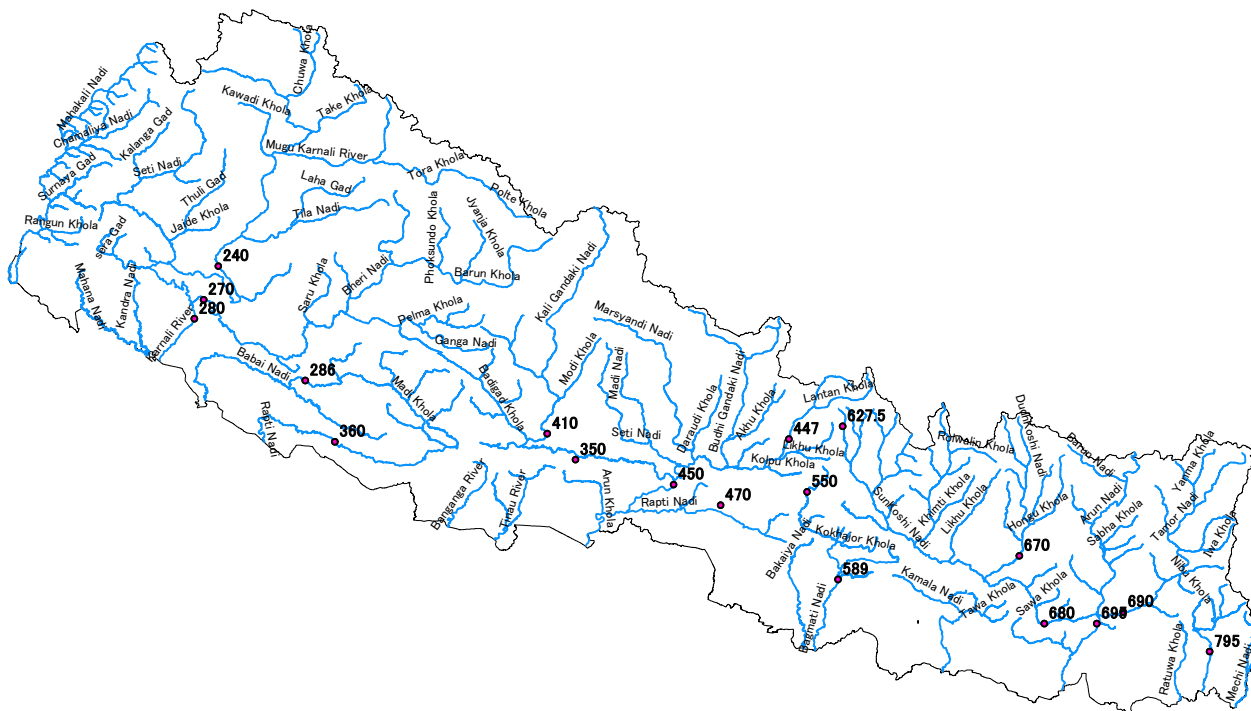 Chuwa Khola
Mahakali Nadi
Kawadi Khola
Take Khola
Chamaliya Nadi
Kalanga Gad
Mugu Karnali River
Tora Khola
Surnaya Gad
Seti Nadi
Thuli Gad
Laha Gad
Polte Khola
Rangun Khola
sera Gad
Jaide Khola
Tila Nadi
Phoksundo Khola
Jyanja Khola
240
Mahana Nadi
Kandra Nadi
270
280
Karnali River
Saru Khola
Bheri Nadi
Barun Khola
Kali Gandaki Nadi
Pelma Khola
Ganga Nadi
Marsyandi Nadi
Babai Nadi
286
Madi Khola
Badigad Khola
Modi Khola
Madi Nadi
Daraudi Khola
Budhi Gandaki Nadi
Akhu Khola
Lantan Khola
Rapti Nadi
360
410
350
Seti Nadi
447
627.5
Likhu Khola
Kolpu Khola
Rolwalin Khola
DudhKoshi Nadi
Barun Nadi
Yanma Khola
Banganga River
Tinau River
Arun Khola
450
Rapti Nadi
470
550
SunKoshi Nadi
Khimti Khola
Likhu Khola
Hongu Khola
Arun Nadi
Sabha Khola
Tamor Nadi
Iwa Khola
Bakaiya Nadi
Kokhajor Khola
670
589
Kamala Nadi
Bagmati Nadi
Tawa Khola
Sawa Khola
Nibu Khola
680
695
690
Ratuwa Khola
795
Mechi Nadi